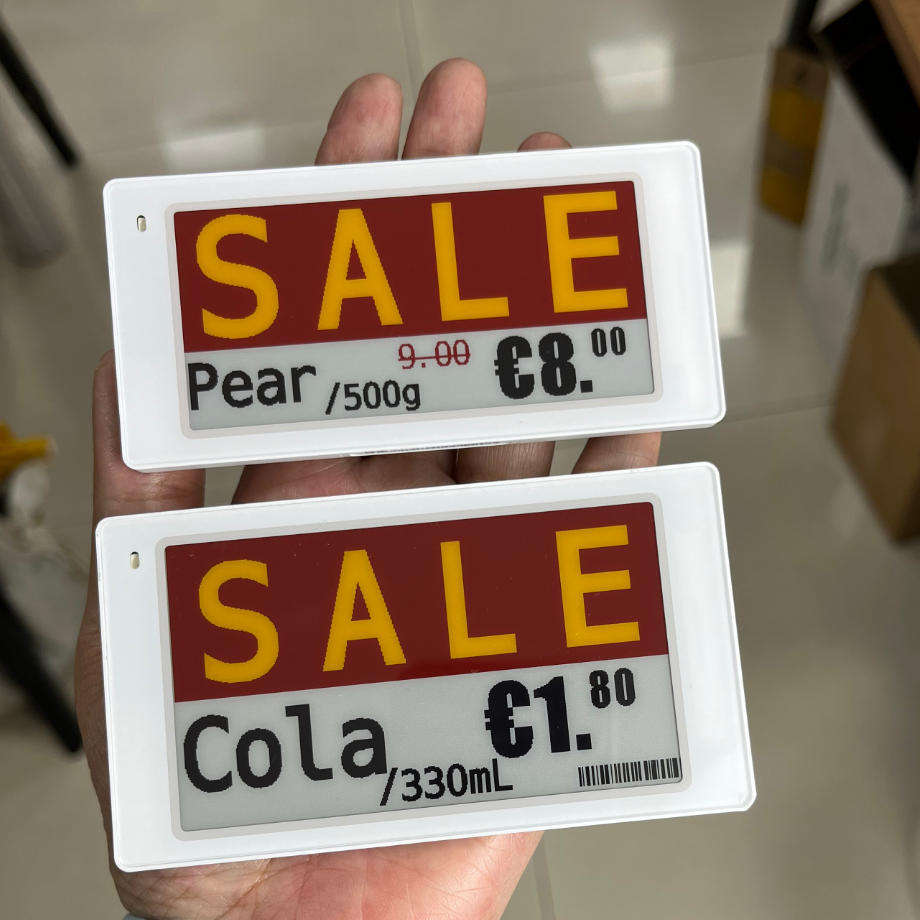 SALE
Pear /500g 9.00 €8.00
SALE
Cola /330mL €1.80